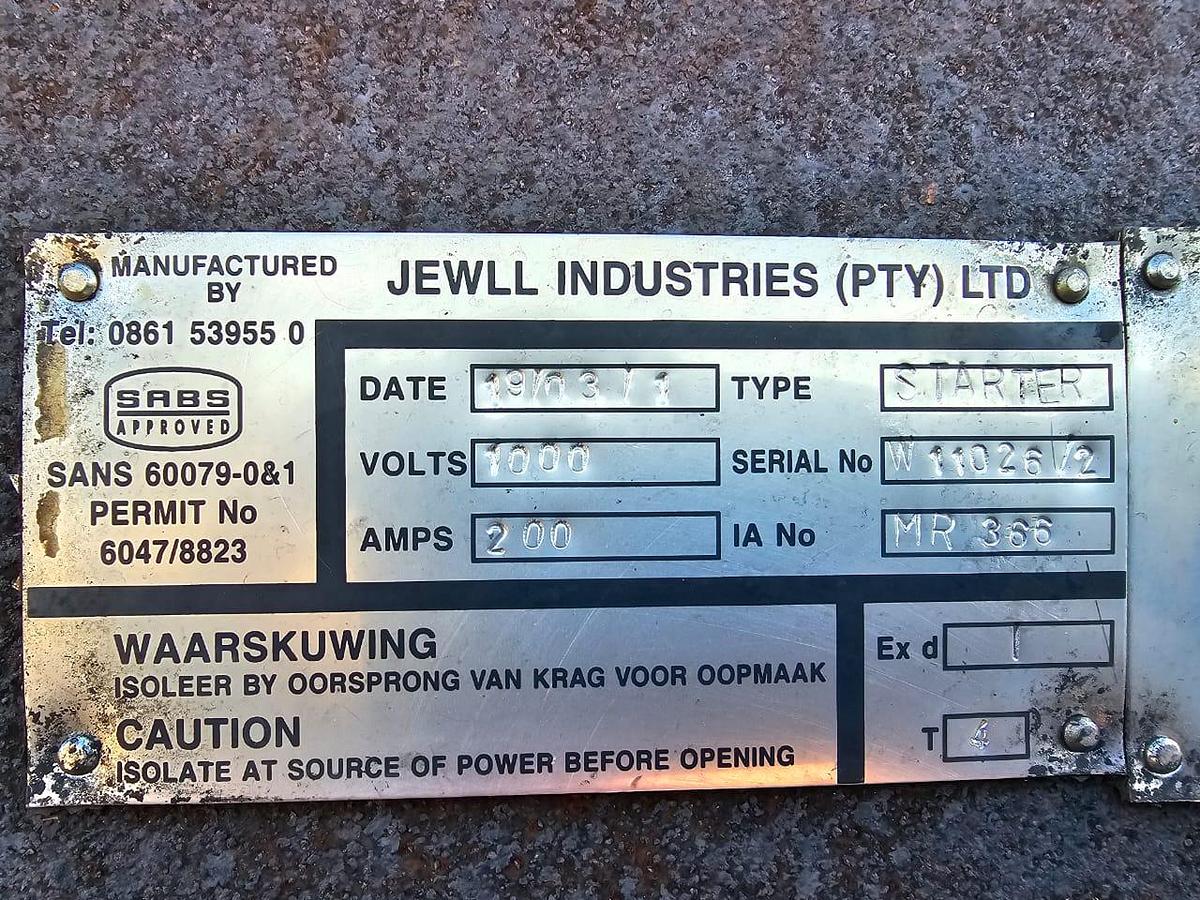 MANUFACTURED BY
JEWLL INDUSTRIES (PTY) LTD
Tel: 0861 53955 0
SABS
APPROVED
SANS 60079-0&1
PERMIT No
6047/8823
DATE 19/03/1 TYPE STARTER
VOLTS 1000 SERIAL No W11026/2
AMPS 200 IA No MR 366
WAARSKUWING
ISOLEER BY OORSPRONG VAN KRAG VOOR OOPMAAK
CAUTION
ISOLATE AT SOURCE OF POWER BEFORE OPENING
Ex d I
T 4